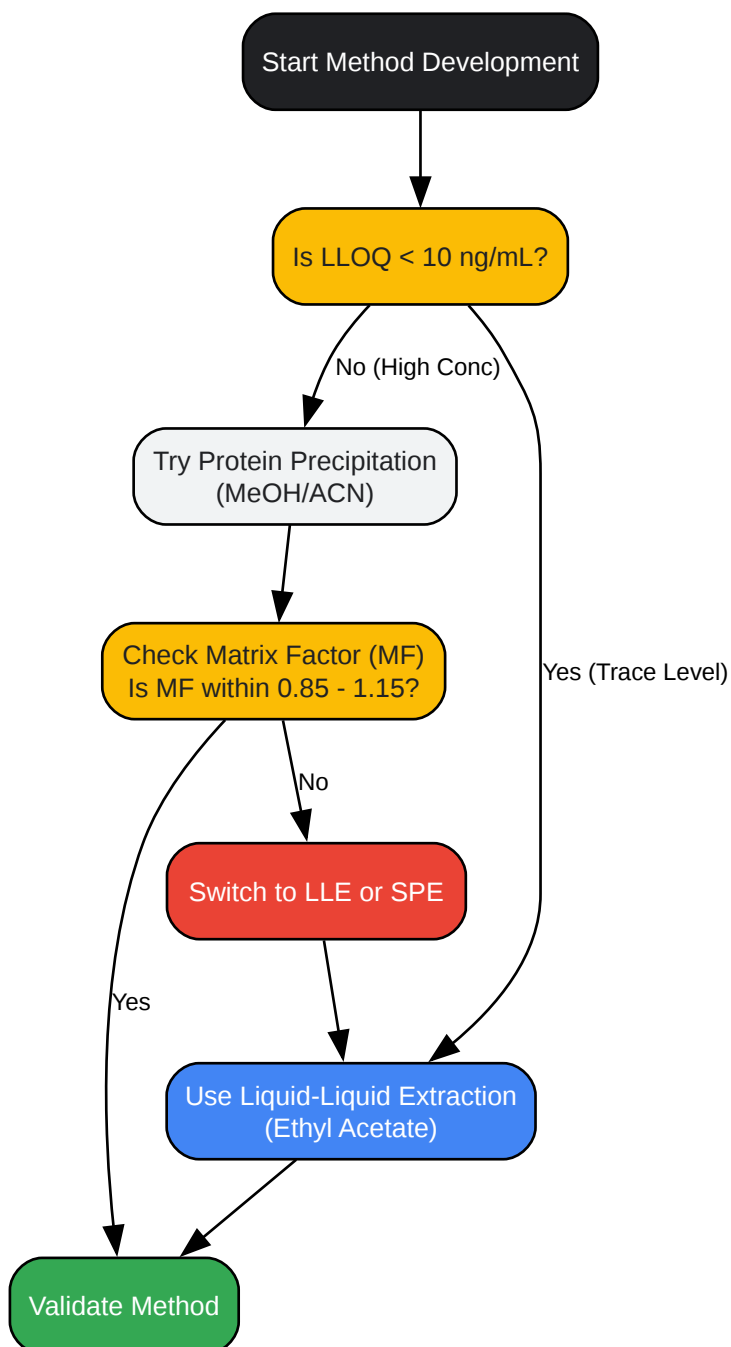 Start Method Development
Is LLOQ < 10 ng/mL?
No (High Conc)
Try Protein Precipitation
(MeOH/ACN)
Check Matrix Factor (MF)
Is MF within 0.85 - 1.15?
Yes (Trace Level)
No
Switch to LLE or SPE
Yes
Use Liquid-Liquid Extraction
(Ethyl Acetate)
Validate Method